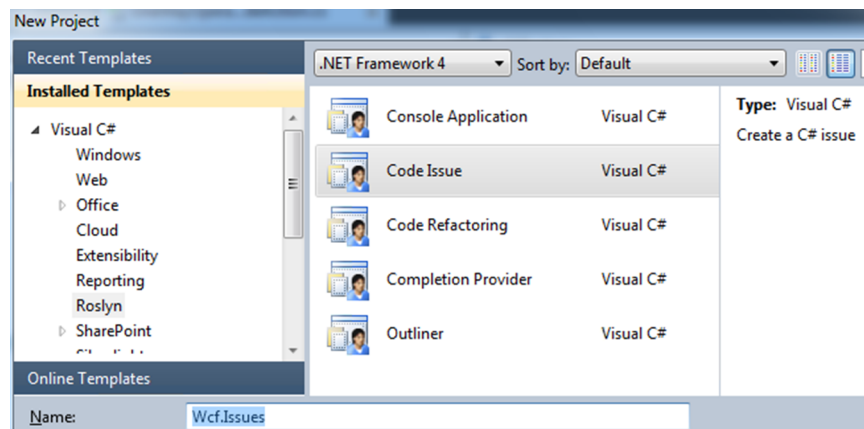 New Project
Recent Templates
Installed Templates
Visual C#
Windows
Web
Office
Cloud
Extensibility
Reporting
Roslyn
SharePoint
Online Templates
.NET Framework 4 Sort by: Default
Console Application Visual C#
Code Issue Visual C#
Code Refactoring Visual C#
Completion Provider Visual C#
Outliner Visual C#
Type: Visual C#
Create a C# issue
Name: Wcf.Issues